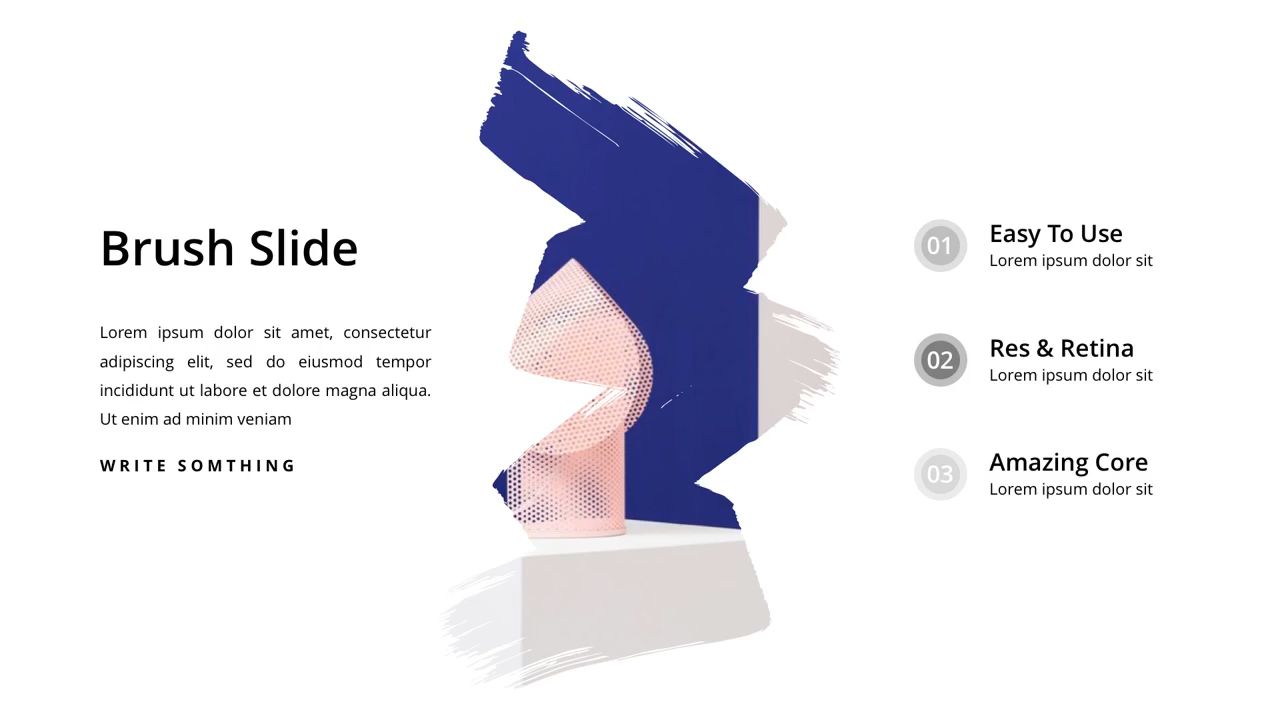 Brush Slide
Lorem ipsum dolor sit amet, consectetur
adipiscing elit, sed do eiusmod tempor
incididunt ut labore et dolore magna aliqua.
Ut enim ad minim veniam
WRITE SOMTHING
01
Easy To Use
Lorem ipsum dolor sit
02
Res & Retina
Lorem ipsum dolor sit
03
Amazing Core
Lorem ipsum dolor sit